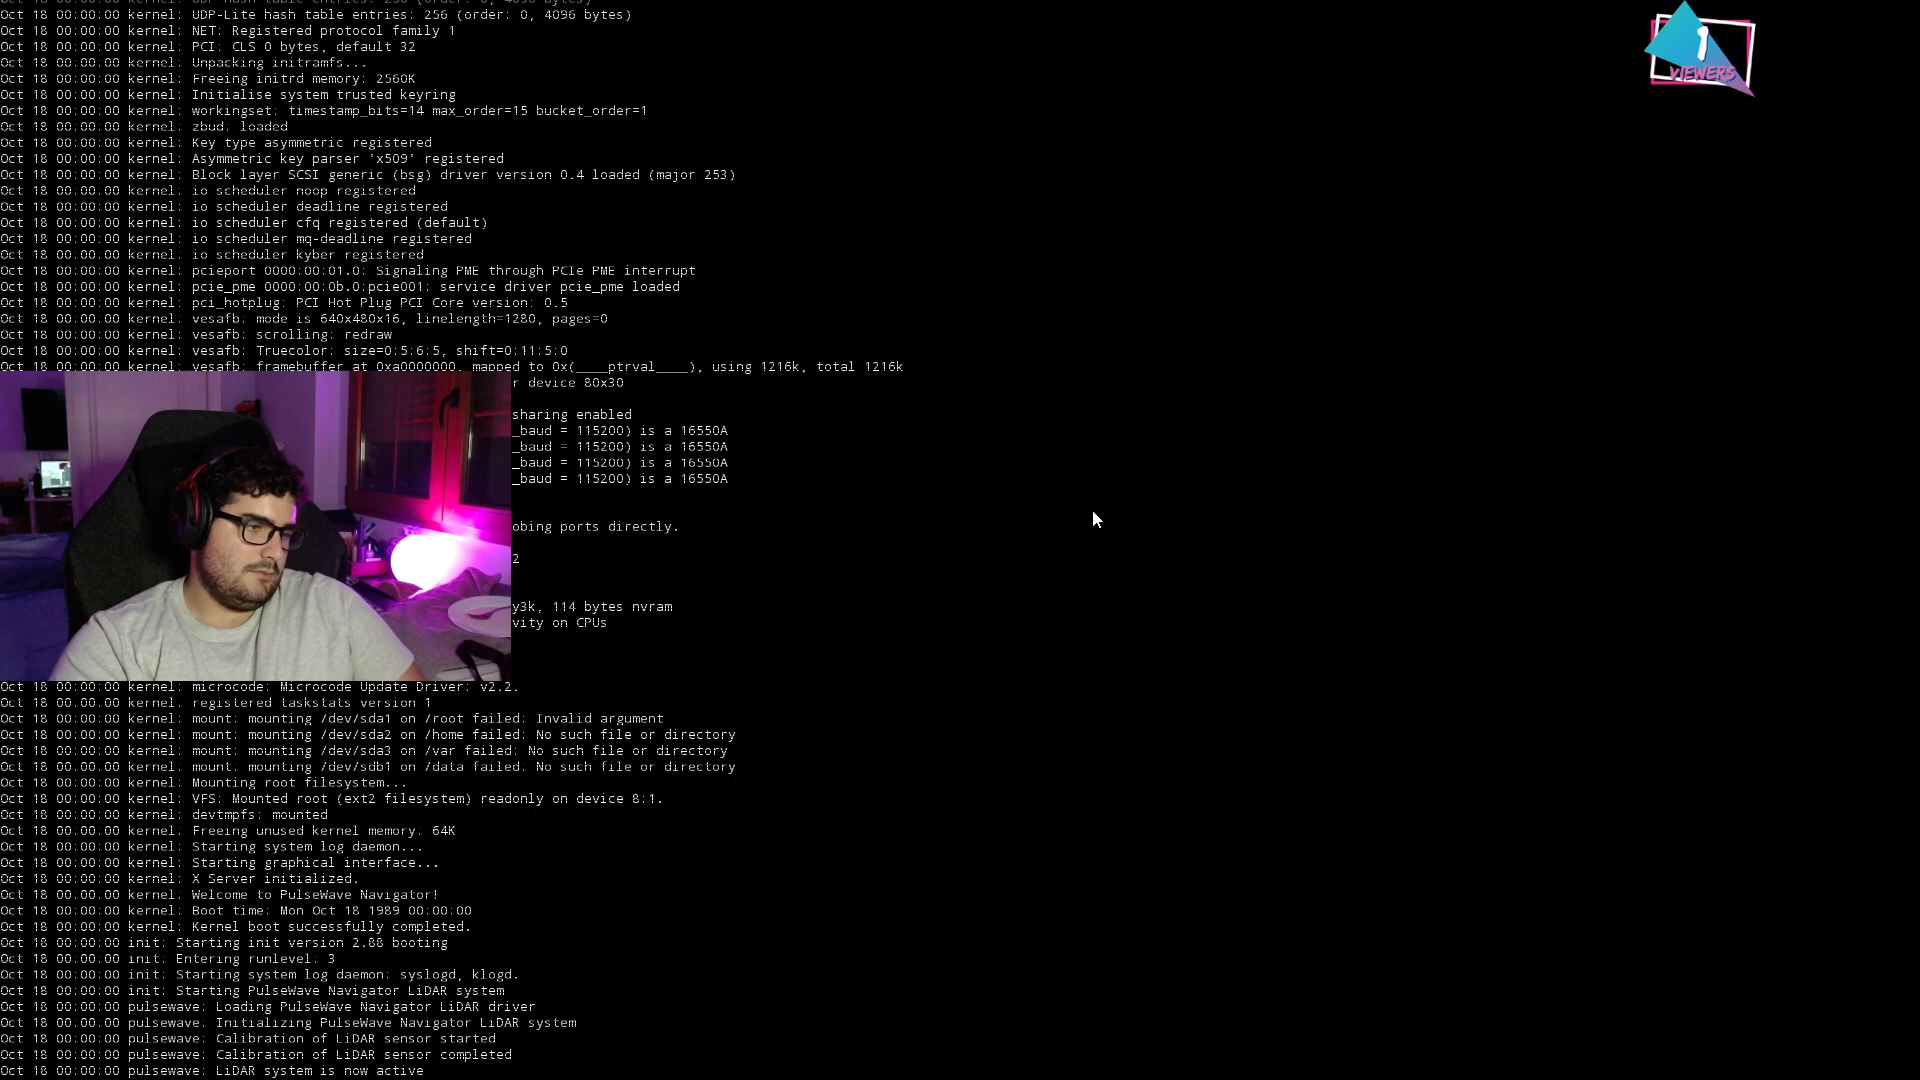 Oct 18 00:00:00 kernel: UDP hash table entries: 256 (order: 0, 4096 bytes)
Oct 18 00:00:00 kernel: UDP-Lite hash table entries: 256 (order: 0, 4096 bytes)
Oct 18 00:00:00 kernel: NET: Registered protocol family 1
Oct 18 00:00:00 kernel: PCI: CLS 0 bytes, default 32
Oct 18 00:00:00 kernel: Unpacking initramfs...
Oct 18 00:00:00 kernel: Freeing initrd memory: 2560K
Oct 18 00:00:00 kernel: Initialise system trusted keyring
Oct 18 00:00:00 kernel: workingset: timestamp_bits=14 max_order=15 bucket_order=1
Oct 18 00:00:00 kernel: zbud: loaded
Oct 18 00:00:00 kernel: Key type asymmetric registered
Oct 18 00:00:00 kernel: Asymmetric key parser 'x509' registered
Oct 18 00:00:00 kernel: Block layer SCSI generic (bsg) driver version 0.4 loaded (major 253)
Oct 18 00:00:00 kernel: io scheduler noop registered
Oct 18 00:00:00 kernel: io scheduler deadline registered
Oct 18 00:00:00 kernel: io scheduler cfq registered (default)
Oct 18 00:00:00 kernel: io scheduler mq-deadline registered
Oct 18 00:00:00 kernel: io scheduler kyber registered
Oct 18 00:00:00 kernel: pcieport 0000:00:01.0: Signaling PME through PCIe PME interrupt
Oct 18 00:00:00 kernel: pcie_pme 0000:00:0b.0:pcie001: service driver pcie_pme loaded
Oct 18 00:00:00 kernel: pci_hotplug: PCI Hot Plug PCI Core version: 0.5
Oct 18 00:00:00 kernel: vesafb: mode is 640x480x16, linelength=1280, pages=0
Oct 18 00:00:00 kernel: vesafb: scrolling: redraw
Oct 18 00:00:00 kernel: vesafb: Truecolor: size=0:5:6:5, shift=0:11:5:0
Oct 18 00:00:00 kernel: vesafb: framebuffer at 0xa0000000, mapped to 0x(____ptrval____), using 1216k, total 1216k
r device 80x30
sharing enabled
_baud = 115200) is a 16550A
_baud = 115200) is a 16550A
_baud = 115200) is a 16550A
_baud = 115200) is a 16550A
obing ports directly.
2
y3k, 114 bytes nvram
vity on CPUs
Oct 18 00:00:00 kernel: microcode: Microcode Update Driver: v2.2.
Oct 18 00:00:00 kernel: registered taskstats version 1
Oct 18 00:00:00 kernel: mount: mounting /dev/sda1 on /root failed: Invalid argument
Oct 18 00:00:00 kernel: mount: mounting /dev/sda2 on /home failed: No such file or directory
Oct 18 00:00:00 kernel: mount: mounting /dev/sda3 on /var failed: No such file or directory
Oct 18 00:00:00 kernel: mount: mounting /dev/sdb1 on /data failed: No such file or directory
Oct 18 00:00:00 kernel: Mounting root filesystem...
Oct 18 00:00:00 kernel: VFS: Mounted root (ext2 filesystem) readonly on device 8:1.
Oct 18 00:00:00 kernel: devtmpfs: mounted
Oct 18 00:00:00 kernel: Freeing unused kernel memory: 64K
Oct 18 00:00:00 kernel: Starting system log daemon...
Oct 18 00:00:00 kernel: Starting graphical interface...
Oct 18 00:00:00 kernel: X Server initialized.
Oct 18 00:00:00 kernel: Welcome to PulseWave Navigator!
Oct 18 00:00:00 kernel: Boot time: Mon Oct 18 1989 00:00:00
Oct 18 00:00:00 kernel: Kernel boot successfully completed.
Oct 18 00:00:00 init: Starting init version 2.88 booting
Oct 18 00:00:00 init: Entering runlevel: 3
Oct 18 00:00:00 init: Starting system log daemon: syslogd, klogd.
Oct 18 00:00:00 init: Starting PulseWave Navigator LiDAR system
Oct 18 00:00:00 pulsewave: Loading PulseWave Navigator LiDAR driver
Oct 18 00:00:00 pulsewave: Initializing PulseWave Navigator LiDAR system
Oct 18 00:00:00 pulsewave: Calibration of LiDAR sensor started
Oct 18 00:00:00 pulsewave: Calibration of LiDAR sensor completed
Oct 18 00:00:00 pulsewave: LiDAR system is now active
1
VIEWERS